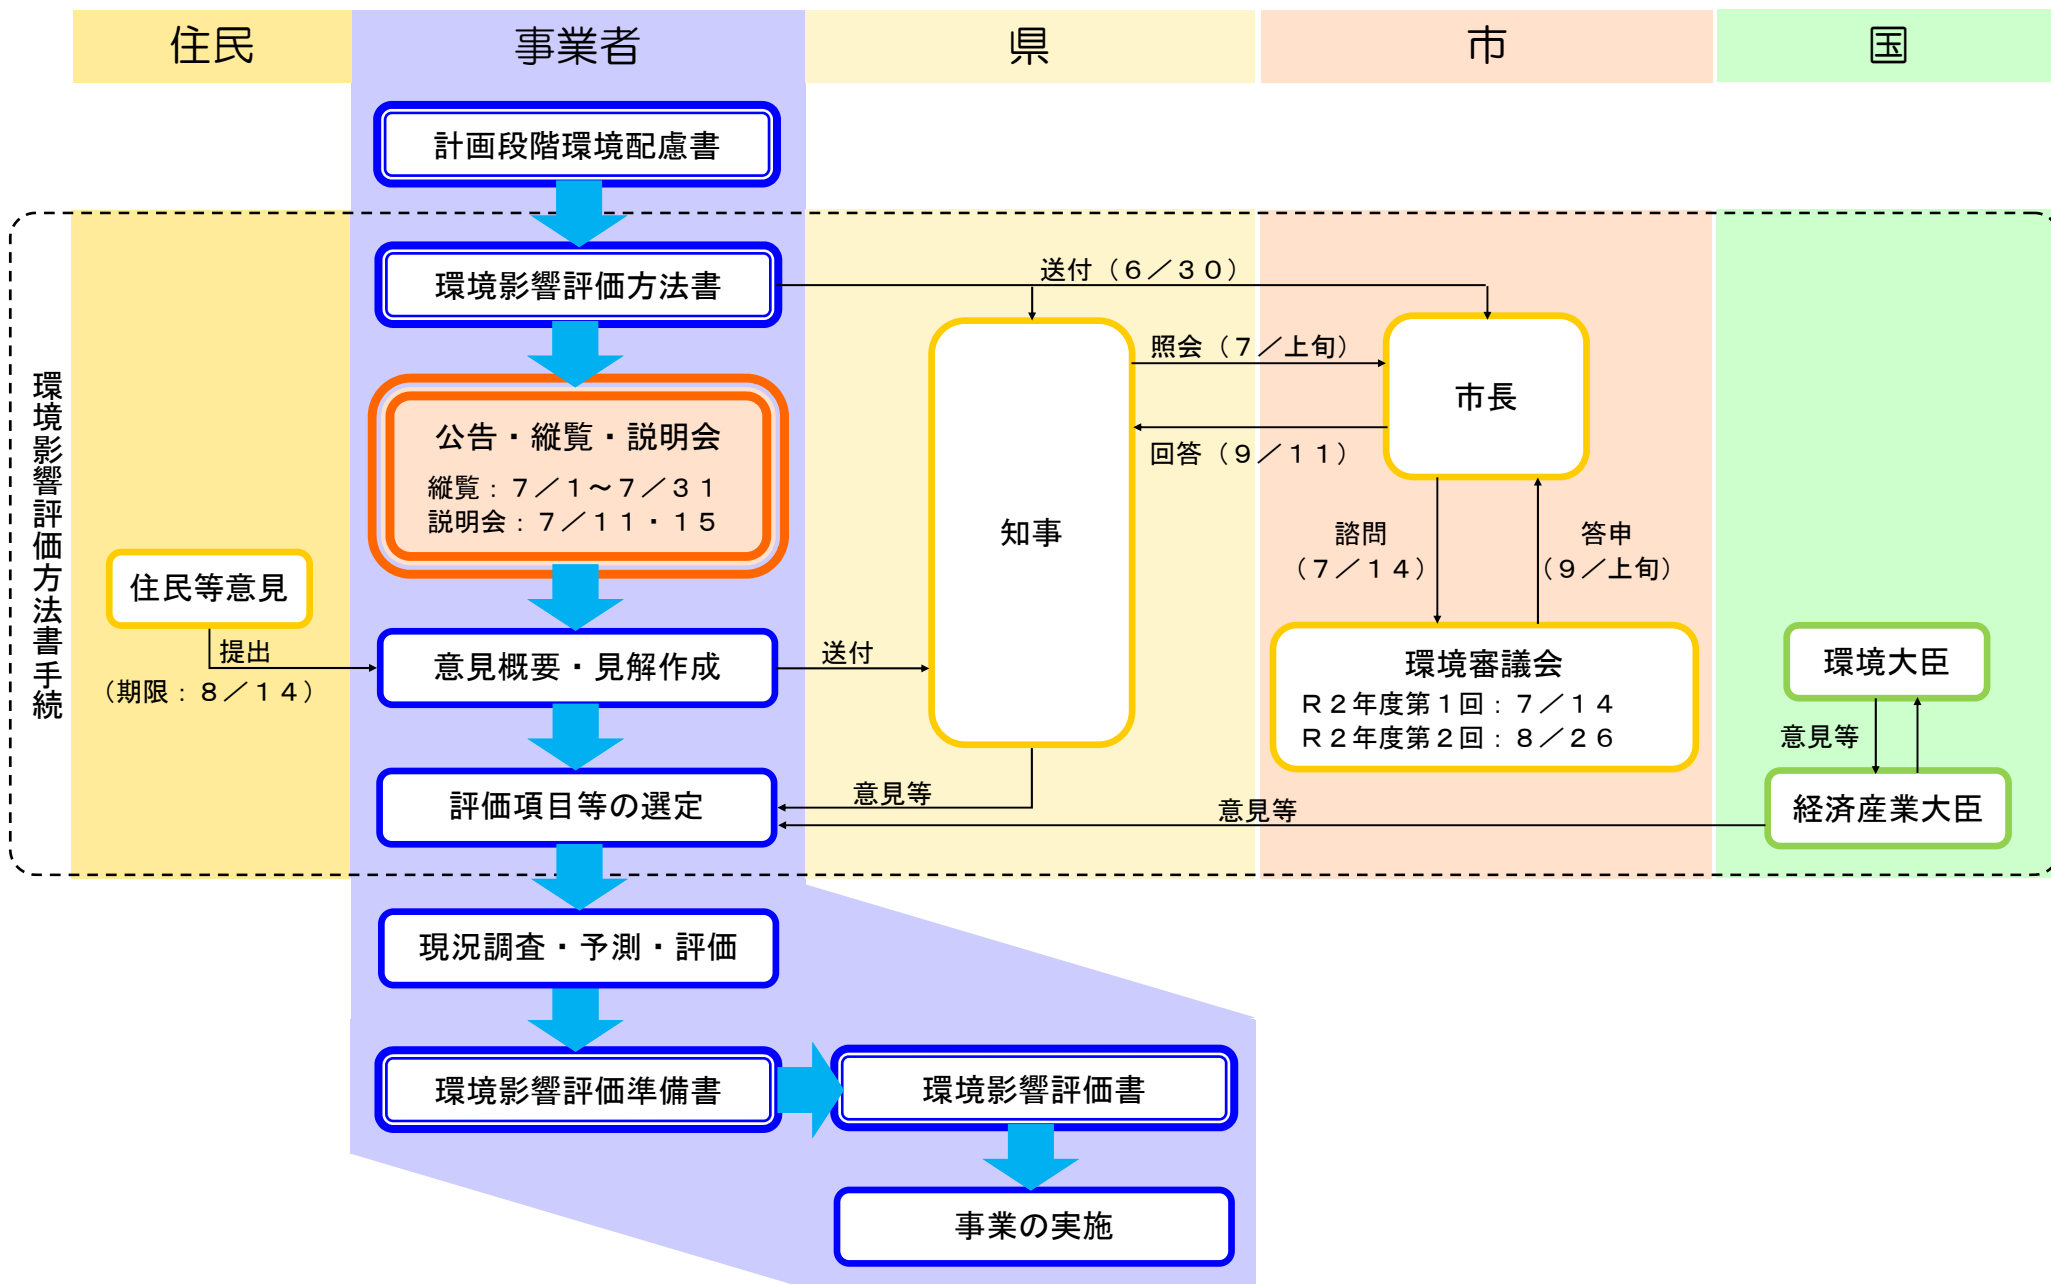 住民
事業者
県
市
国
計画段階環境配慮書
環境影響評価方法書手続
環境影響評価方法書
送付（６／３０）
照会（７／上旬）
市長
公告・縦覧・説明会
縦覧：７／１～７／３１
説明会：７／１１・１５
回答（９／１１）
知事
諮問
（７／１４）
答申
（９／上旬）
住民等意見
提出
（期限：８／１４）
意見概要・見解作成
送付
環境審議会
Ｒ２年度第１回：７／１４
Ｒ２年度第２回：８／２６
環境大臣
意見等
経済産業大臣
評価項目等の選定
意見等
意見等
現況調査・予測・評価
環境影響評価準備書
環境影響評価書
事業の実施